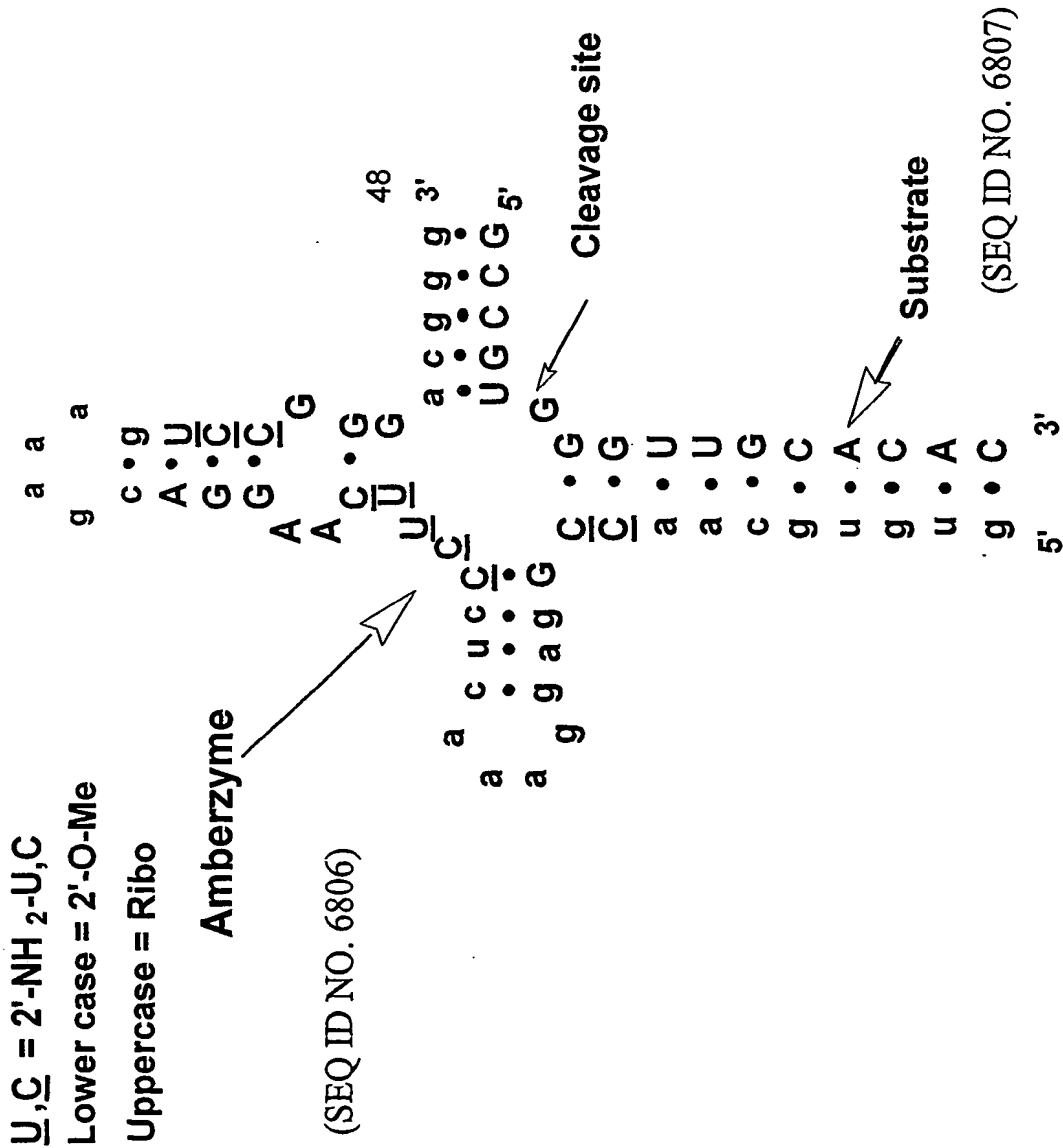 U,C = 2'-NH2-U,C
Lower case = 2'-O-Me
Uppercase = Ribo
Amberzyme
(SEQ ID NO. 6806)
a a
g a
c • g
A • U
G • C
G • C
A G
A
C • G
U G
U
C
48
a c g g g 3'
• • • • •
U G C C G 5'
a c u c C
a • • • •
a g g a g G
G
Cleavage site
C • G
C • G
a • U
a • U
c • G
g • C
u • A
g • C
u • A
g • C
5' 3'
Substrate
(SEQ ID NO. 6807)